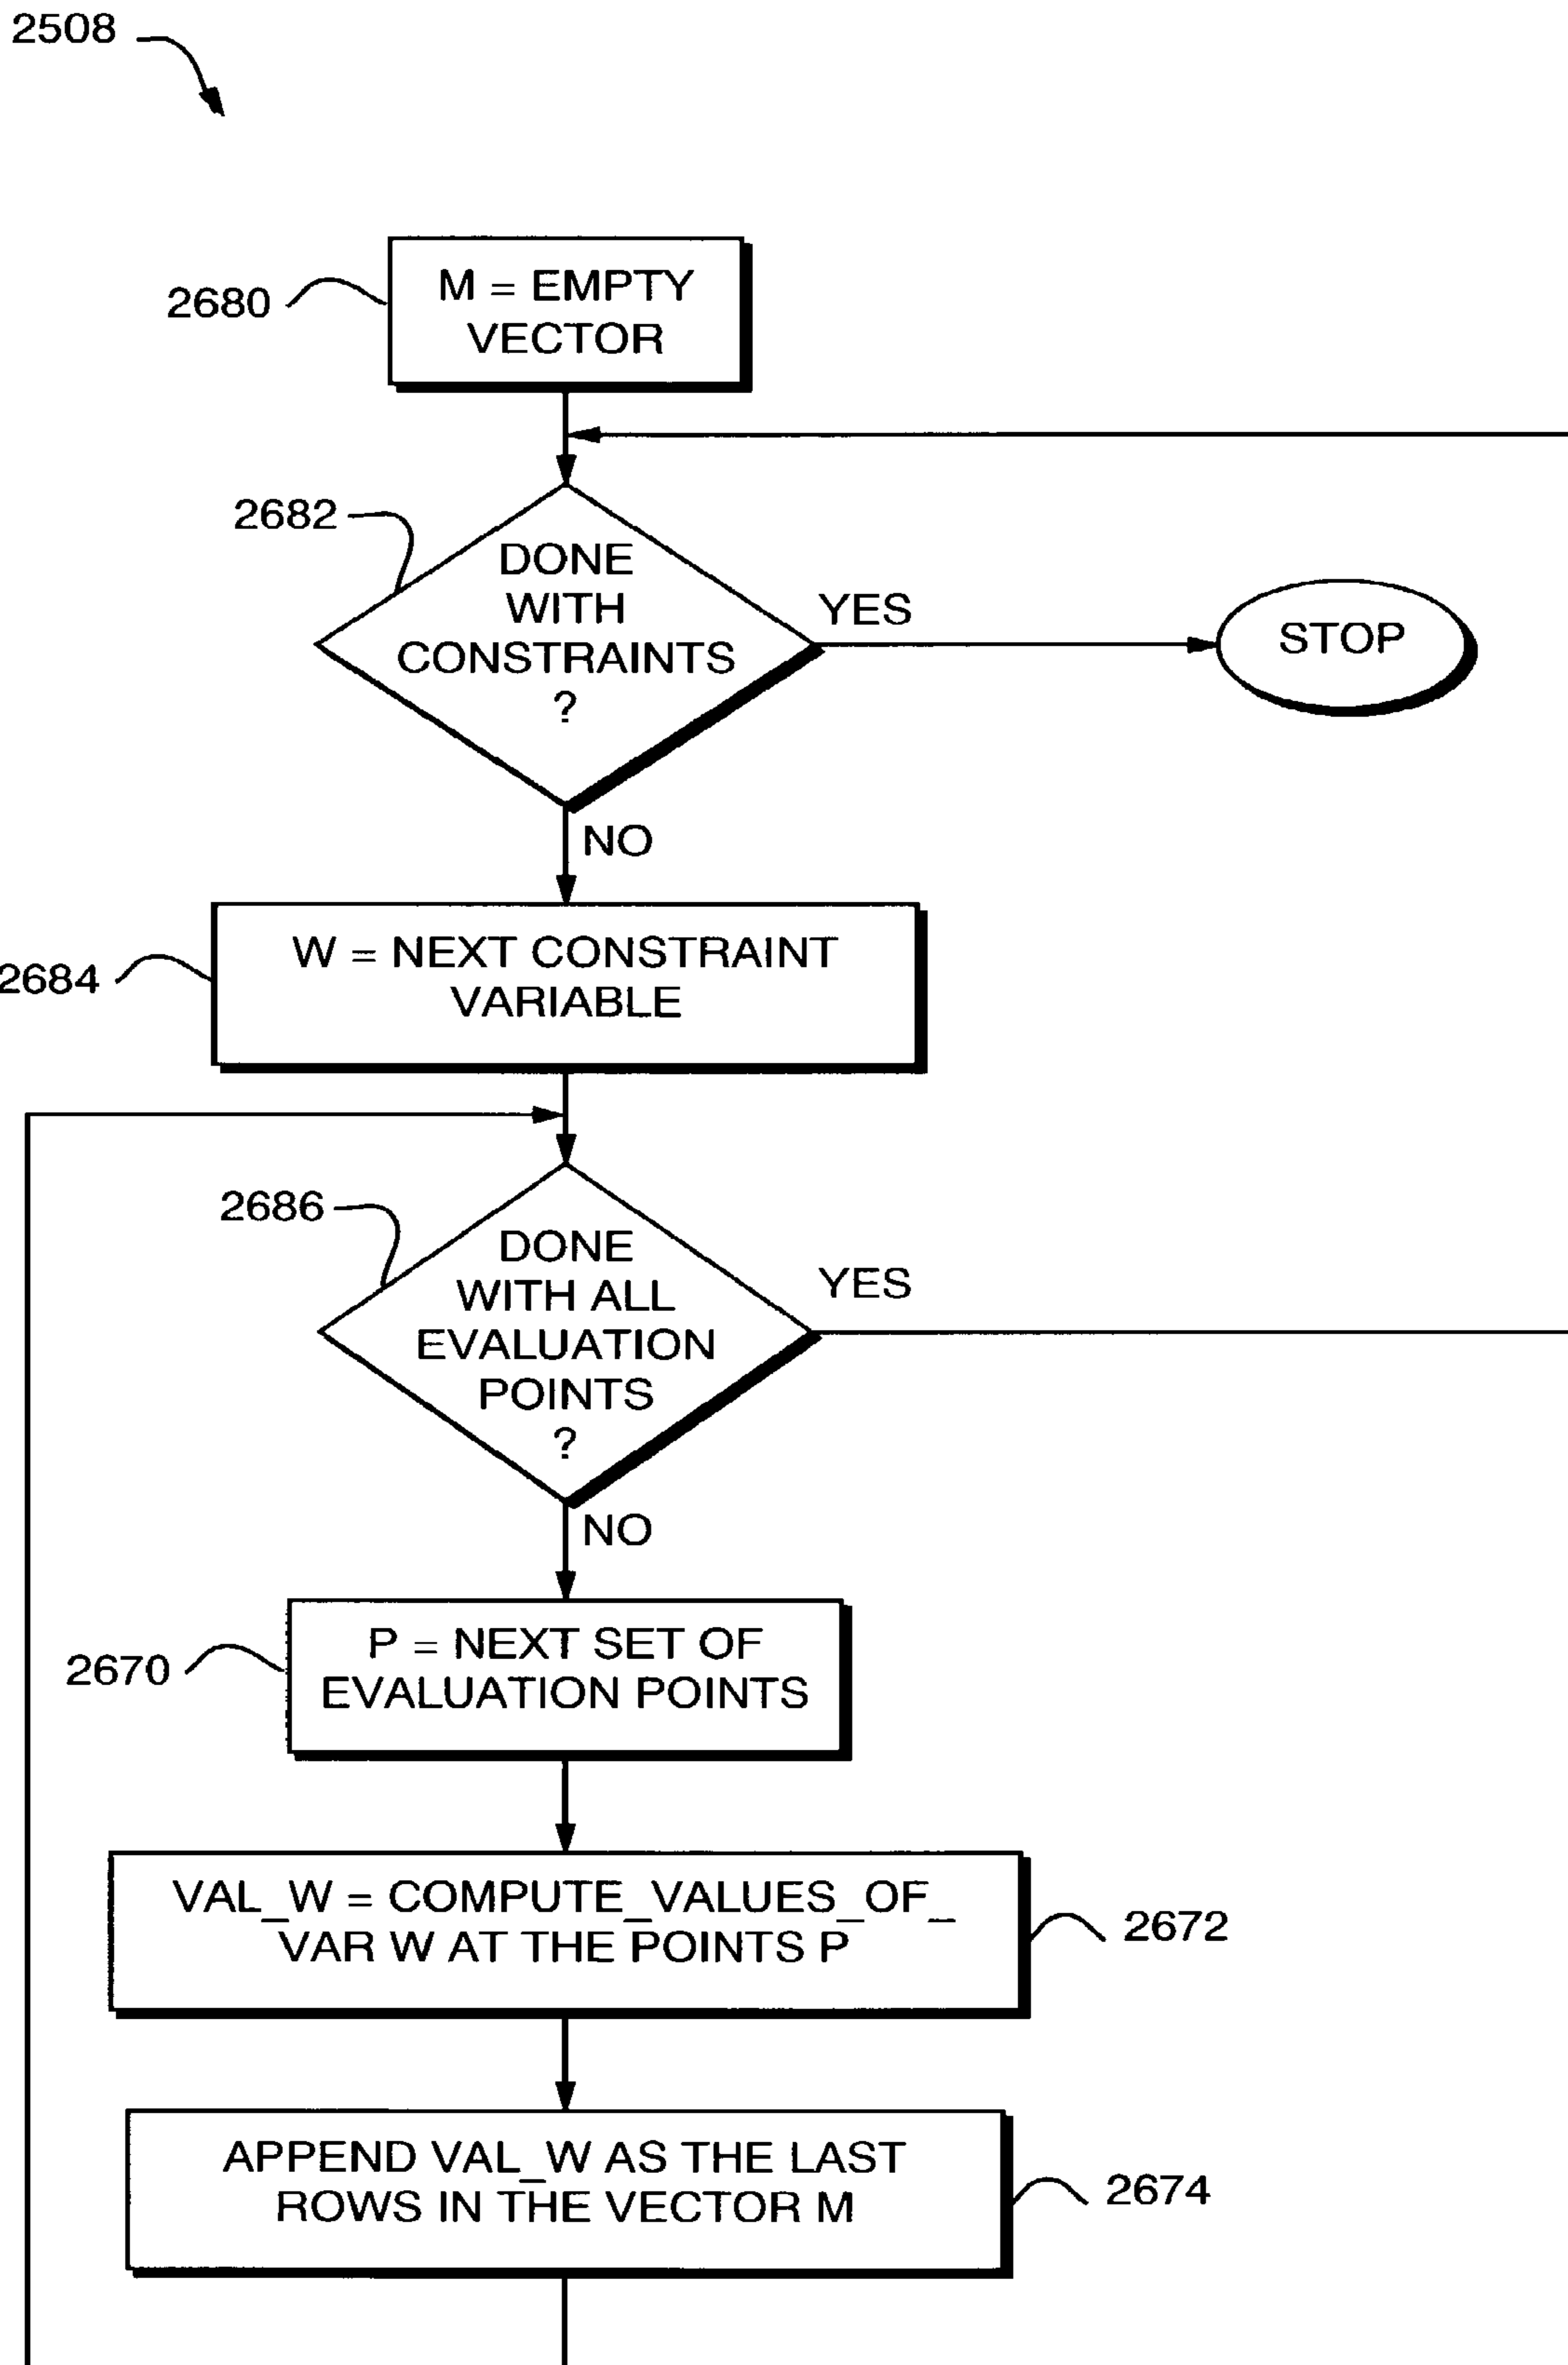 2508
2680
M = EMPTY
VECTOR
2682
DONE
WITH
CONSTRAINTS
?
YES
STOP
NO
2684
W = NEXT CONSTRAINT
VARIABLE
2686
DONE
WITH ALL
EVALUATION
POINTS
?
YES
NO
2670
P = NEXT SET OF
EVALUATION POINTS
VAL_W = COMPUTE_VALUES_OF_
VAR W AT THE POINTS P
2672
APPEND VAL_W AS THE LAST
ROWS IN THE VECTOR M
2674